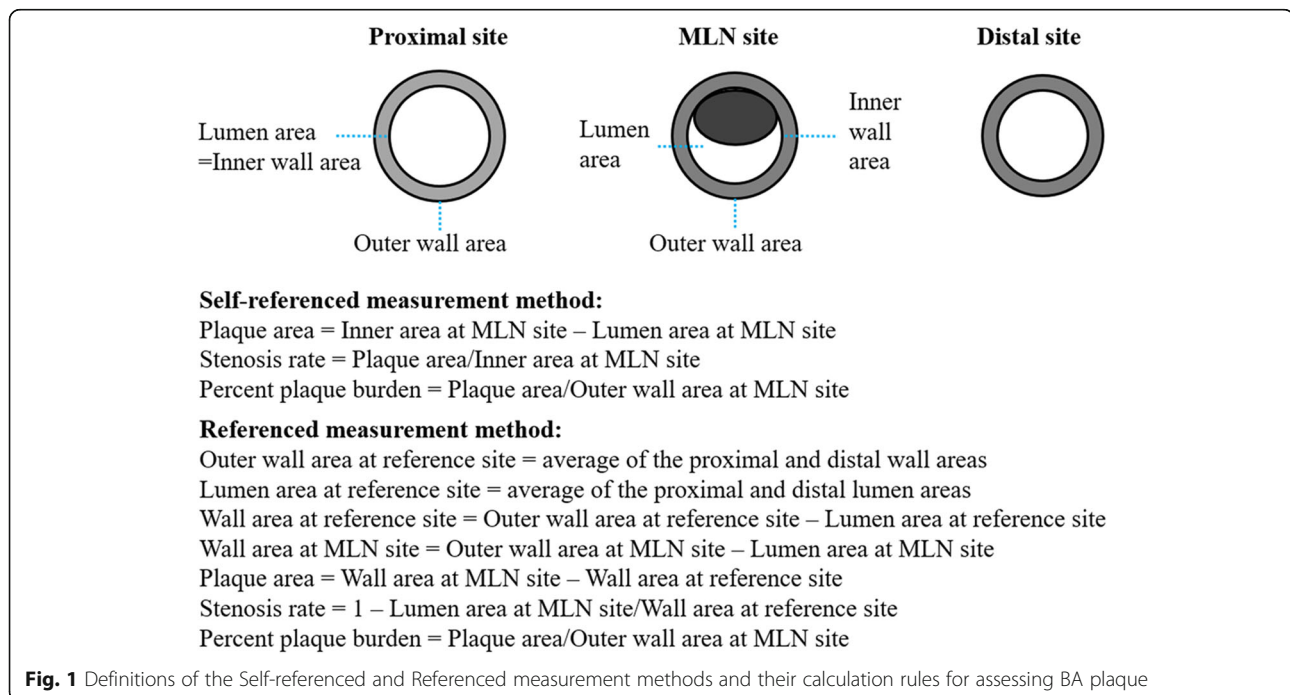 Proximal site
MLN site
Distal site
Lumen area
=Inner wall area
Outer wall area
Lumen
area
Inner
wall
area
Outer wall area
Self-referenced measurement method:
Plaque area = Inner area at MLN site – Lumen area at MLN site
Stenosis rate = Plaque area/Inner area at MLN site
Percent plaque burden = Plaque area/Outer wall area at MLN site
Referenced measurement method:
Outer wall area at reference site = average of the proximal and distal wall areas
Lumen area at reference site = average of the proximal and distal lumen areas
Wall area at reference site = Outer wall area at reference site – Lumen area at reference site
Wall area at MLN site = Outer wall area at MLN site – Lumen area at MLN site
Plaque area = Wall area at MLN site – Wall area at reference site
Stenosis rate = 1 – Lumen area at MLN site/Wall area at reference site
Percent plaque burden = Plaque area/Outer wall area at MLN site
Fig. 1 Definitions of the Self-referenced and Referenced measurement methods and their calculation rules for assessing BA plaque